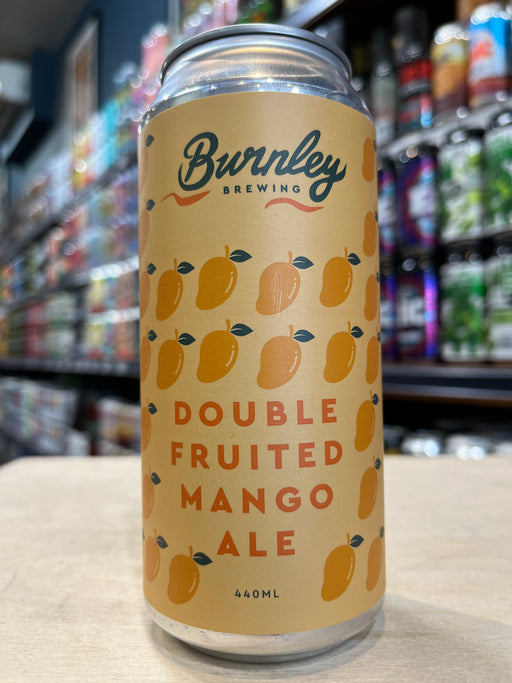 Burnley
BREWING
DOUBLE
FRUITED
MANGO
ALE
440ML